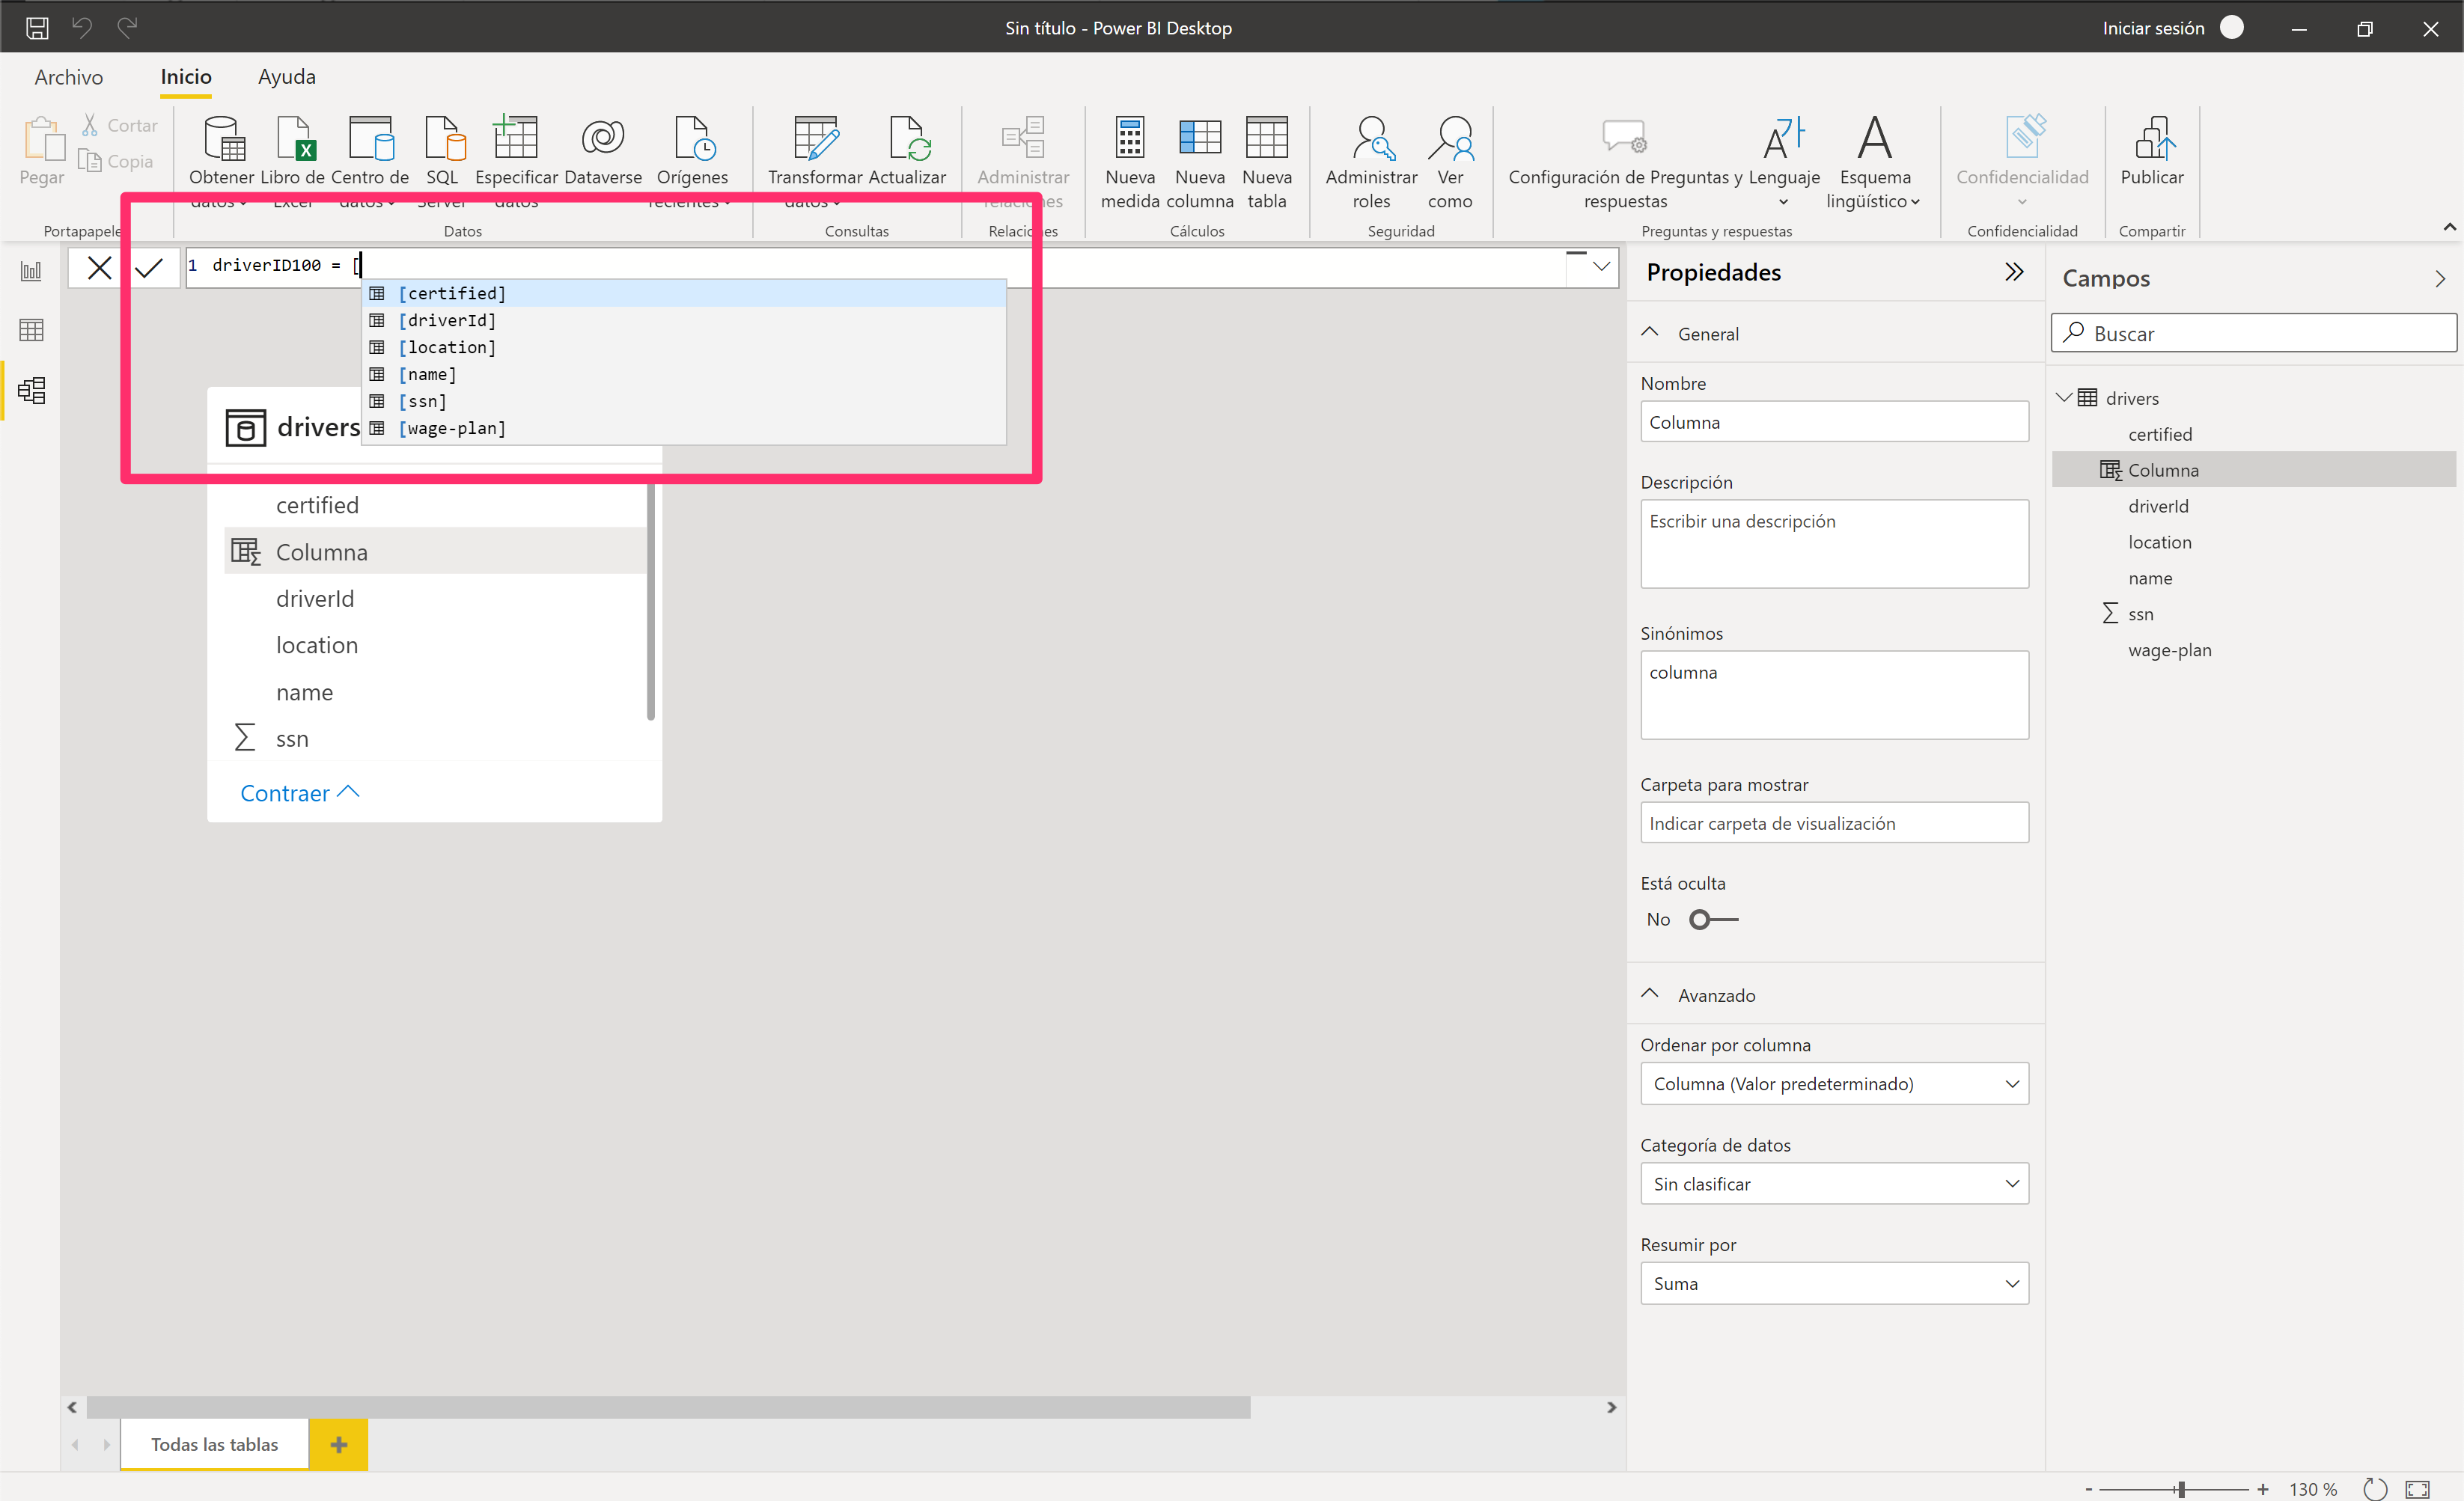 Sin título - Power BI Desktop
Iniciar sesión
Archivo
Inicio
Ayuda
Pegar
Cortar
Copia
Portapapele
Obtener datos
Libro de Excel
Centro de datos
SQL Server
Especificar datos
Dataverse
Orígenes recientes
Datos
Transformar datos
Actualizar
Consultas
Administrar relaciones
Relaciones
Nueva medida
Nueva columna
Nueva tabla
Cálculos
Administrar roles
Ver como
Seguridad
Configuración de Preguntas y respuestas
Lenguaje
Esquema lingüístico
Preguntas y respuestas
Confidencialidad
Confidencialidad
Publicar
Compartir
1 driverID100 = [
[certified]
[driverId]
[location]
[name]
[ssn]
[wage-plan]
drivers
certified
Columna
driverId
location
name
ssn
Contraer
Todas las tablas
Propiedades
General
Nombre
Columna
Descripción
Escribir una descripción
Sinónimos
columna
Carpeta para mostrar
Indicar carpeta de visualización
Está oculta
No
Avanzado
Ordenar por columna
Columna (Valor predeterminado)
Categoría de datos
Sin clasificar
Resumir por
Suma
Campos
Buscar
drivers
certified
Columna
driverId
location
name
ssn
wage-plan
- + 130 %